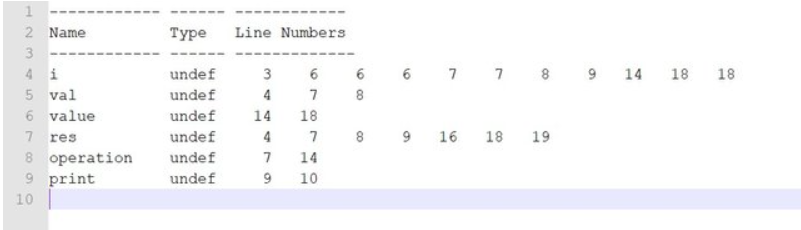 1 ------------ ------ ------------
2 Name Type Line Numbers
3 ------------ ------ -------------
4 i undef 3 6 6 6 7 7 8 9 14 18 18
5 val undef 4 7 8
6 value undef 14 18
7 res undef 4 7 8 9 16 18 19
8 operation undef 7 14
9 print undef 9 10
10